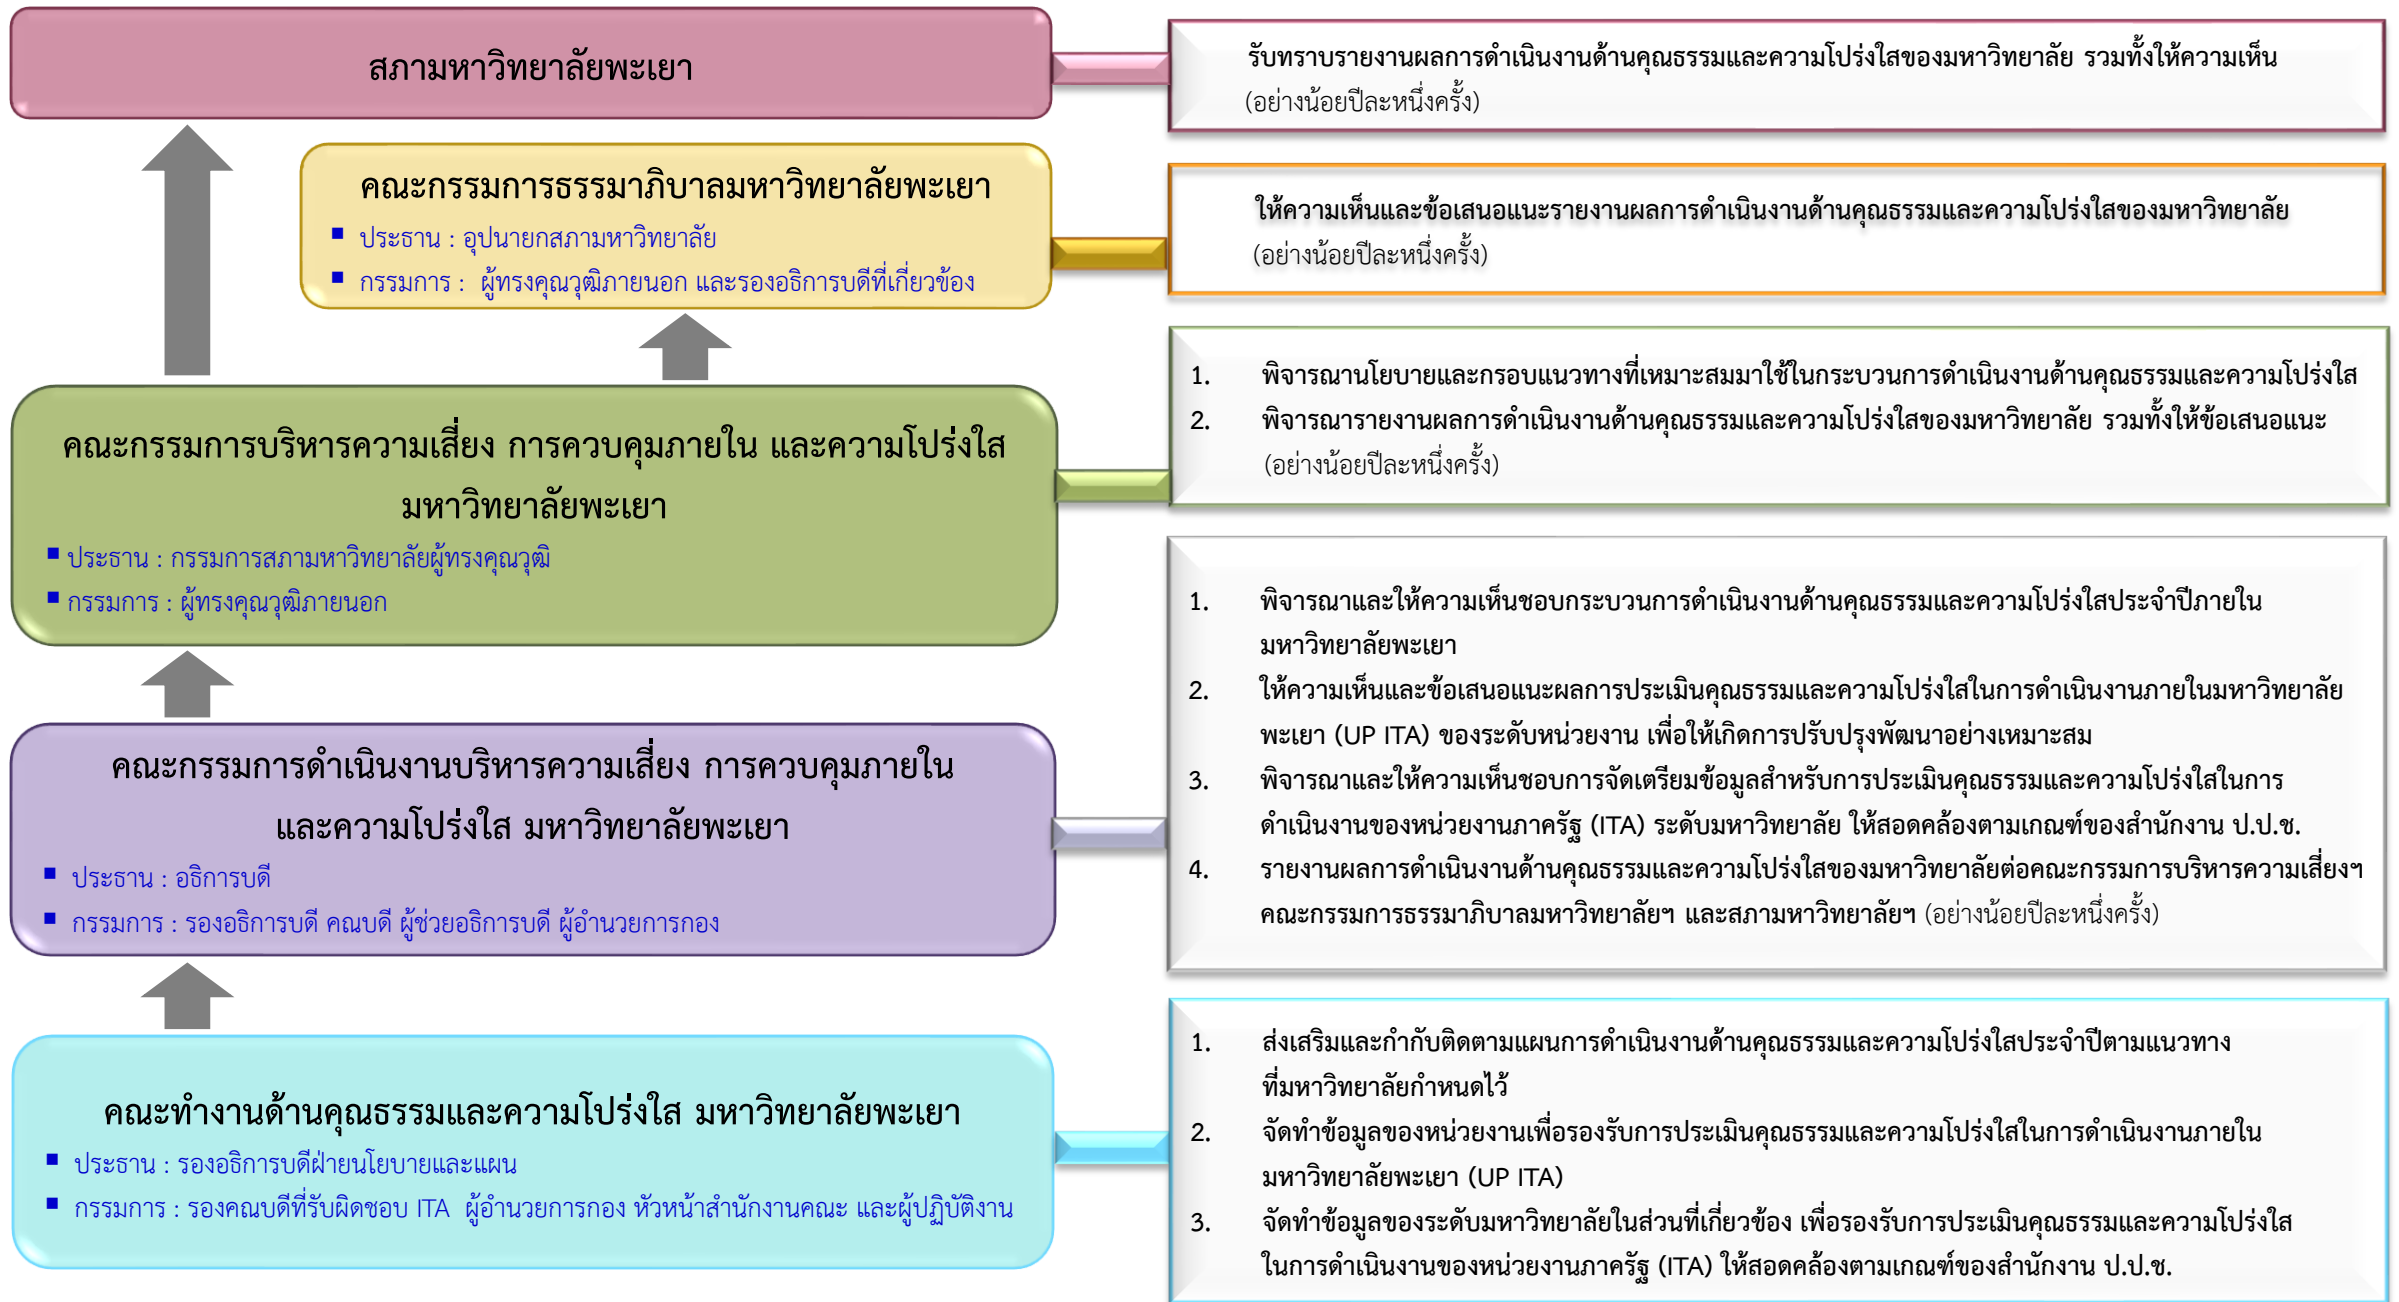 สภามหาวิทยาลัยพะเยา
รับทราบรายงานผลการดำเนินงานด้านคุณธรรมและความโปร่งใสของมหาวิทยาลัย รวมทั้งให้ความเห็น
(อย่างน้อยปีละหนึ่งครั้ง)
คณะกรรมการธรรมาภิบาลมหาวิทยาลัยพะเยา
▪ ประธาน : อุปนายกสภามหาวิทยาลัย
▪ กรรมการ : ผู้ทรงคุณวุฒิภายนอก และรองอธิการบดีที่เกี่ยวข้อง
ให้ความเห็นและข้อเสนอแนะรายงานผลการดำเนินงานด้านคุณธรรมและความโปร่งใสของมหาวิทยาลัย
(อย่างน้อยปีละหนึ่งครั้ง)
คณะกรรมการบริหารความเสี่ยง การควบคุมภายใน และความโปร่งใส
มหาวิทยาลัยพะเยา
▪ ประธาน : กรรมการสภามหาวิทยาลัยผู้ทรงคุณวุฒิ
▪ กรรมการ : ผู้ทรงคุณวุฒิภายนอก
1. พิจารณานโยบายและกรอบแนวทางที่เหมาะสมมาใช้ในกระบวนการดำเนินงานด้านคุณธรรมและความโปร่งใส
2. พิจารณารายงานผลการดำเนินงานด้านคุณธรรมและความโปร่งใสของมหาวิทยาลัย รวมทั้งให้ข้อเสนอแนะ
(อย่างน้อยปีละหนึ่งครั้ง)
คณะกรรมการดำเนินงานบริหารความเสี่ยง การควบคุมภายใน
และความโปร่งใส มหาวิทยาลัยพะเยา
▪ ประธาน : อธิการบดี
▪ กรรมการ : รองอธิการบดี คณบดี ผู้ช่วยอธิการบดี ผู้อำนวยการกอง
1. พิจารณาและให้ความเห็นชอบกระบวนการดำเนินงานด้านคุณธรรมและความโปร่งใสประจำปีภายใน
มหาวิทยาลัยพะเยา
2. ให้ความเห็นและข้อเสนอแนะผลการประเมินคุณธรรมและความโปร่งใสในการดำเนินงานภายในมหาวิทยาลัย
พะเยา (UP ITA) ของระดับหน่วยงาน เพื่อให้เกิดการปรับปรุงพัฒนาอย่างเหมาะสม
3. พิจารณาและให้ความเห็นชอบการจัดเตรียมข้อมูลสำหรับการประเมินคุณธรรมและความโปร่งใสในการ
ดำเนินงานของหน่วยงานภาครัฐ (ITA) ระดับมหาวิทยาลัย ให้สอดคล้องตามเกณฑ์ของสำนักงาน ป.ป.ช.
4. รายงานผลการดำเนินงานด้านคุณธรรมและความโปร่งใสของมหาวิทยาลัยต่อคณะกรรมการบริหารความเสี่ยงฯ
คณะกรรมการธรรมาภิบาลมหาวิทยาลัยฯ และสภามหาวิทยาลัยฯ (อย่างน้อยปีละหนึ่งครั้ง)
คณะทำงานด้านคุณธรรมและความโปร่งใส มหาวิทยาลัยพะเยา
▪ ประธาน : รองอธิการบดีฝ่ายนโยบายและแผน
▪ กรรมการ : รองคณบดีที่รับผิดชอบ ITA ผู้อำนวยการกอง หัวหน้าสำนักงานคณะ และผู้ปฏิบัติงาน
1. ส่งเสริมและกำกับติดตามแผนการดำเนินงานด้านคุณธรรมและความโปร่งใสประจำปีตามแนวทาง
ที่มหาวิทยาลัยกำหนดไว้
2. จัดทำข้อมูลของหน่วยงานเพื่อรองรับการประเมินคุณธรรมและความโปร่งใสในการดำเนินงานภายใน
มหาวิทยาลัยพะเยา (UP ITA)
3. จัดทำข้อมูลของระดับมหาวิทยาลัยในส่วนที่เกี่ยวข้อง เพื่อรองรับการประเมินคุณธรรมและความโปร่งใส
ในการดำเนินงานของหน่วยงานภาครัฐ (ITA) ให้สอดคล้องตามเกณฑ์ของสำนักงาน ป.ป.ช.